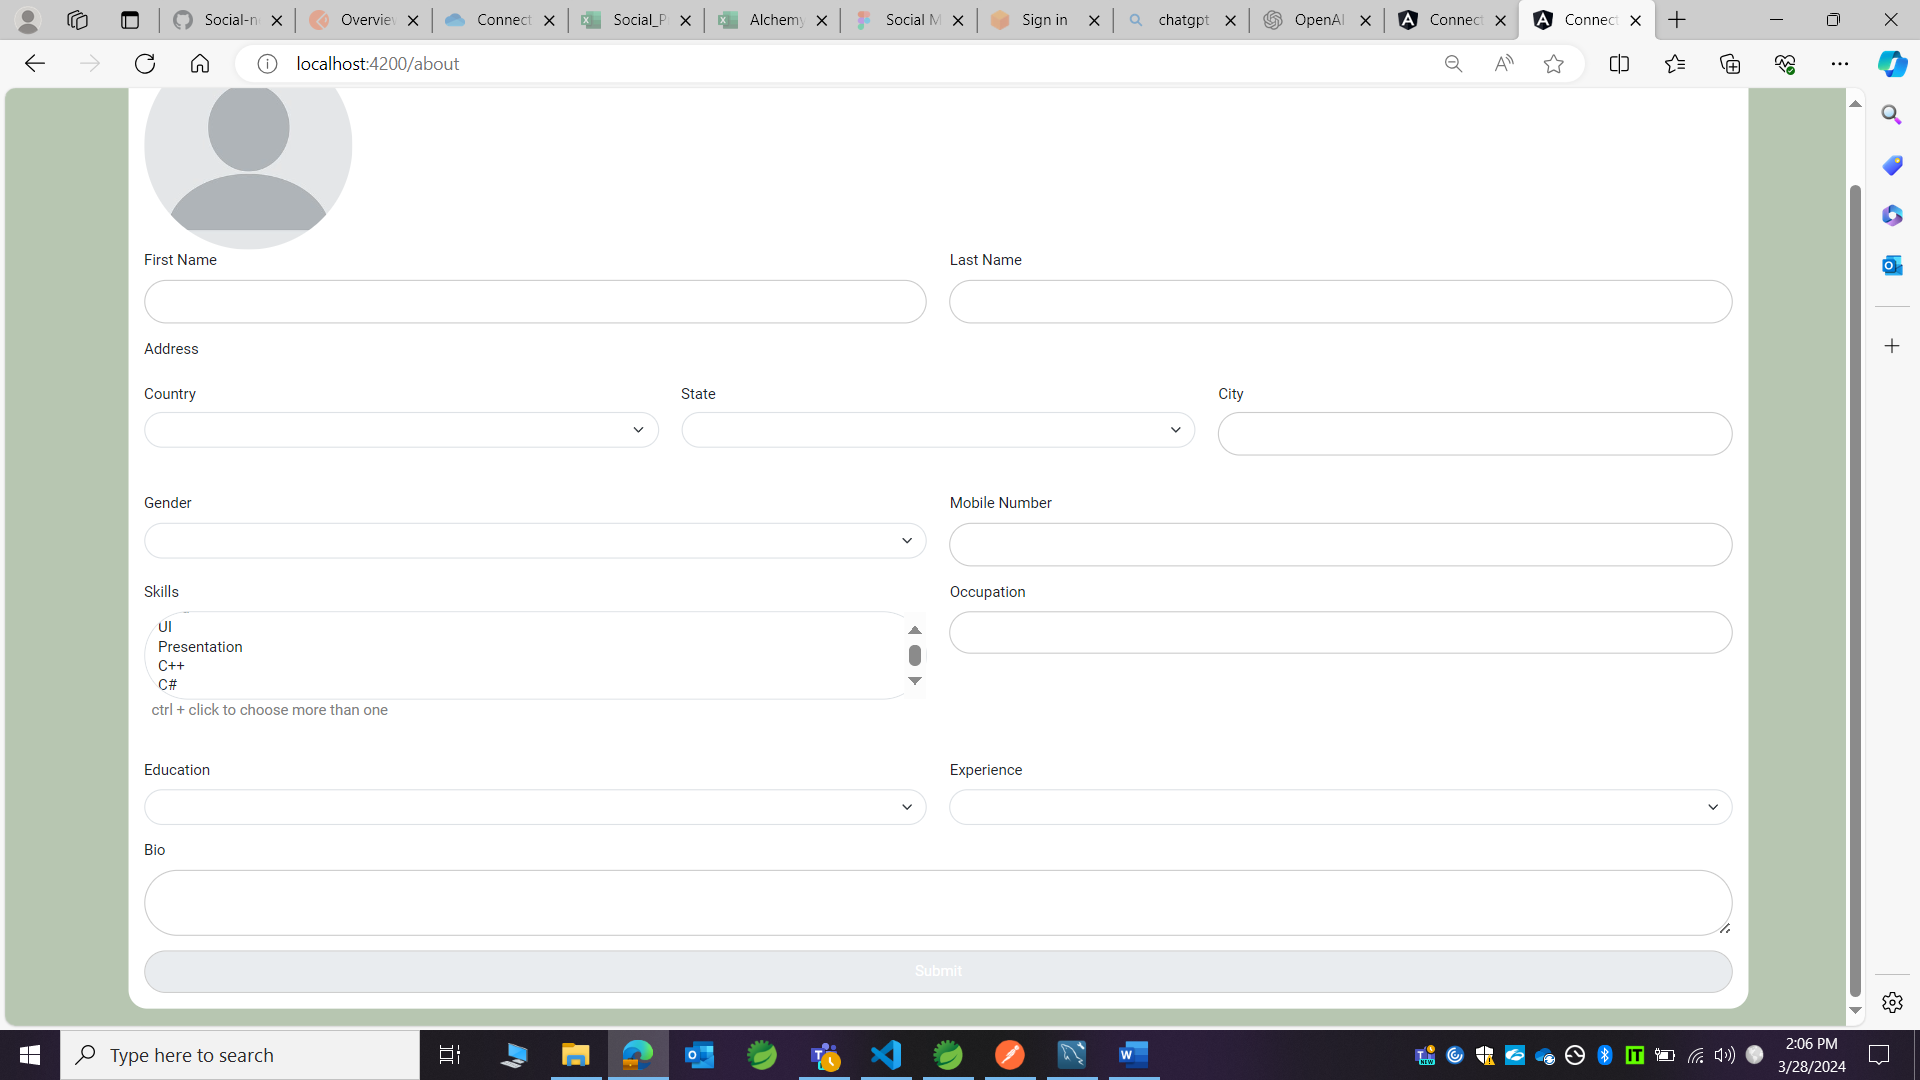 Social-n
Overview
Connect
Social_P
Alchemy
Social M
Sign in
chatgpt
OpenAI
Connect
Connect
localhost:4200/about
First Name
Last Name
Address
Country
State
City
Gender
Mobile Number
Skills
Occupation
UI
Presentation
C++
C#
ctrl + click to choose more than one
Education
Experience
Bio
Submit
Type here to search
2:06 PM
3/28/2024